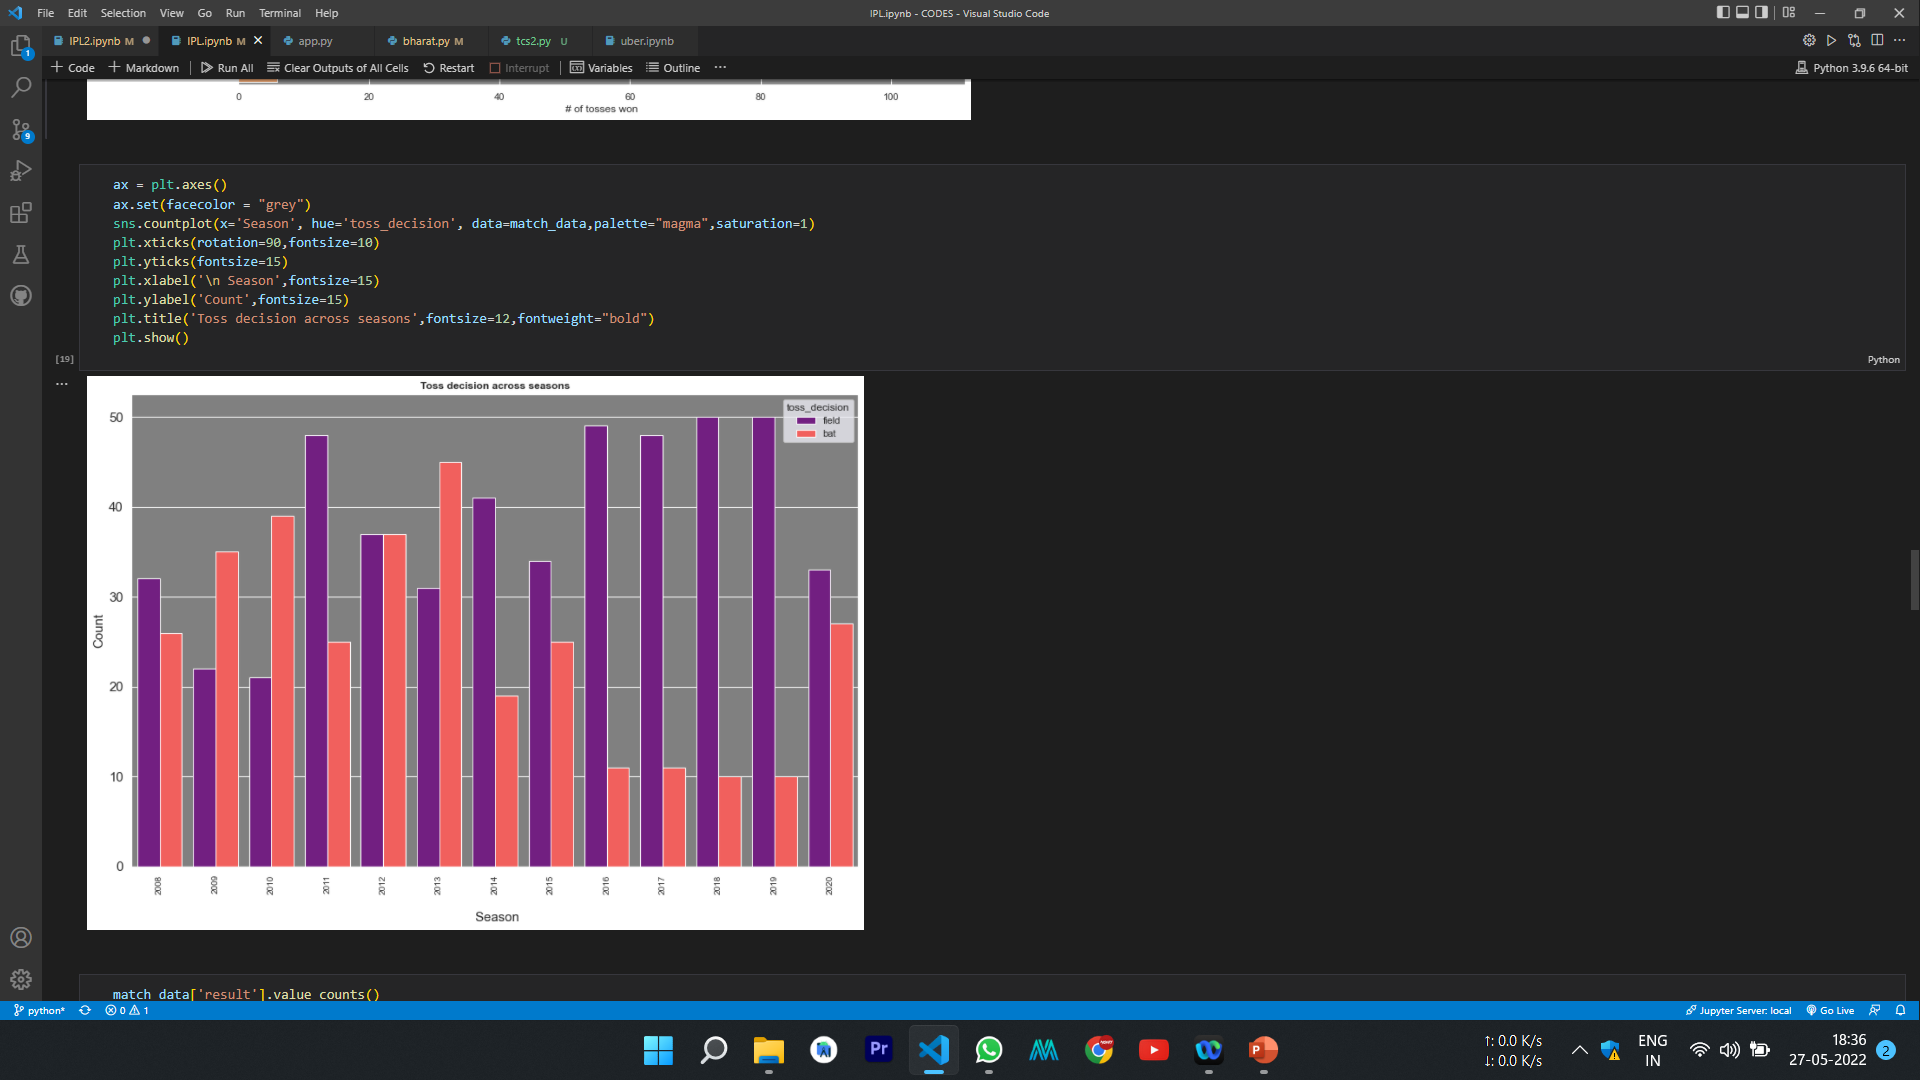 File Edit Selection View Go Run Terminal Help
IPL.ipynb - CODES - Visual Studio Code
IPL2.ipynb M
IPL.ipynb M
app.py
bharat.py M
tcs2.py U
uber.ipynb
Code Markdown Run All Clear Outputs of All Cells Restart Interrupt Variables Outline ···
Python 3.9.6 64-bit
1
9
0 20 40 60 80 100
# of tosses won
ax = plt.axes()
ax.set(facecolor = "grey")
sns.countplot(x='Season', hue='toss_decision', data=match_data,palette="magma",saturation=1)
plt.xticks(rotation=90,fontsize=10)
plt.yticks(fontsize=15)
plt.xlabel('\n Season',fontsize=15)
plt.ylabel('Count',fontsize=15)
plt.title('Toss decision across seasons',fontsize=12,fontweight="bold")
plt.show()
[19]
Python
Toss decision across seasons
toss_decision
field
bat
50
40
30
20
10
0
Count
2008 2009 2010 2011 2012 2013 2014 2015 2016 2017 2018 2019 2020
Season
match_data['result'].value_counts()
python* 0 1
Jupyter Server: local Go Live
Pr
P
↑: 0.0 K/s
↓: 0.0 K/s
ENG
IN
18:36
27-05-2022
2